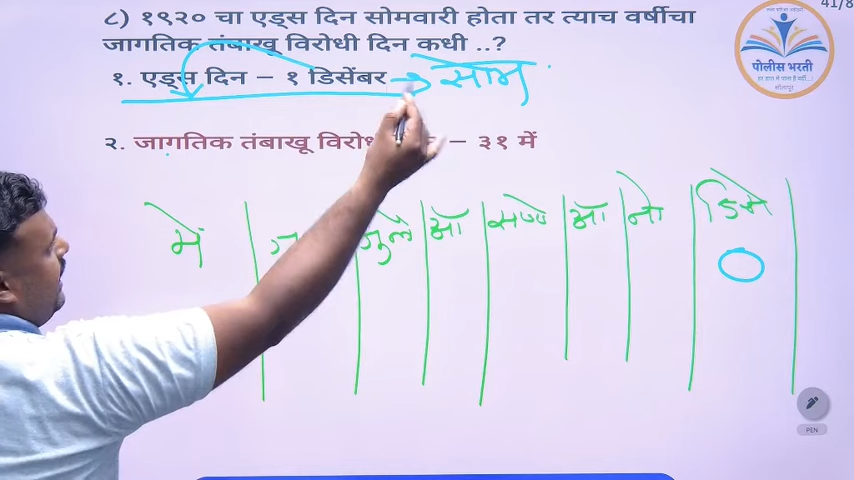 ८) १९२० चा एड्स दिन सोमवारी होता तर त्याच वर्षीचा
जागतिक तंबाखू विरोधी दिन कधी ..?
१. एड्स दिन – १ डिसेंबर → सोम
२. जागतिक तंबाखू विरोधी – ३१ में
में जुलै ऑ सप्टें ऑ नो डिसे
41/8
पोलीस भरती
सोलापूर
PEN